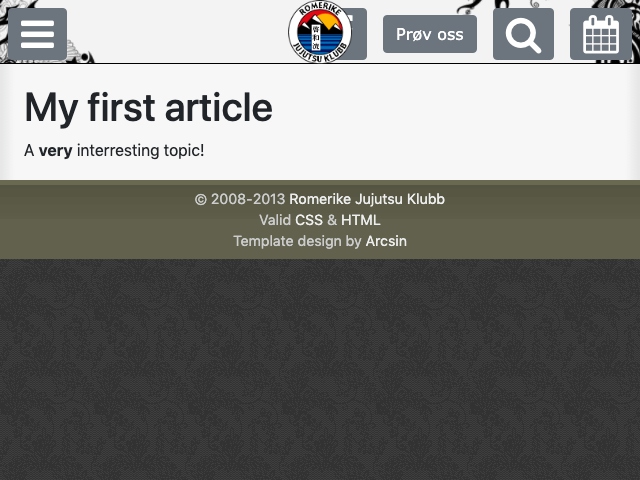 ROMERIKE
JUJUTSU KLUBB
Prøv oss
My first article
A very interresting topic!
© 2008-2013 Romerike Jujutsu Klubb
Valid CSS & HTML
Template design by Arcsin